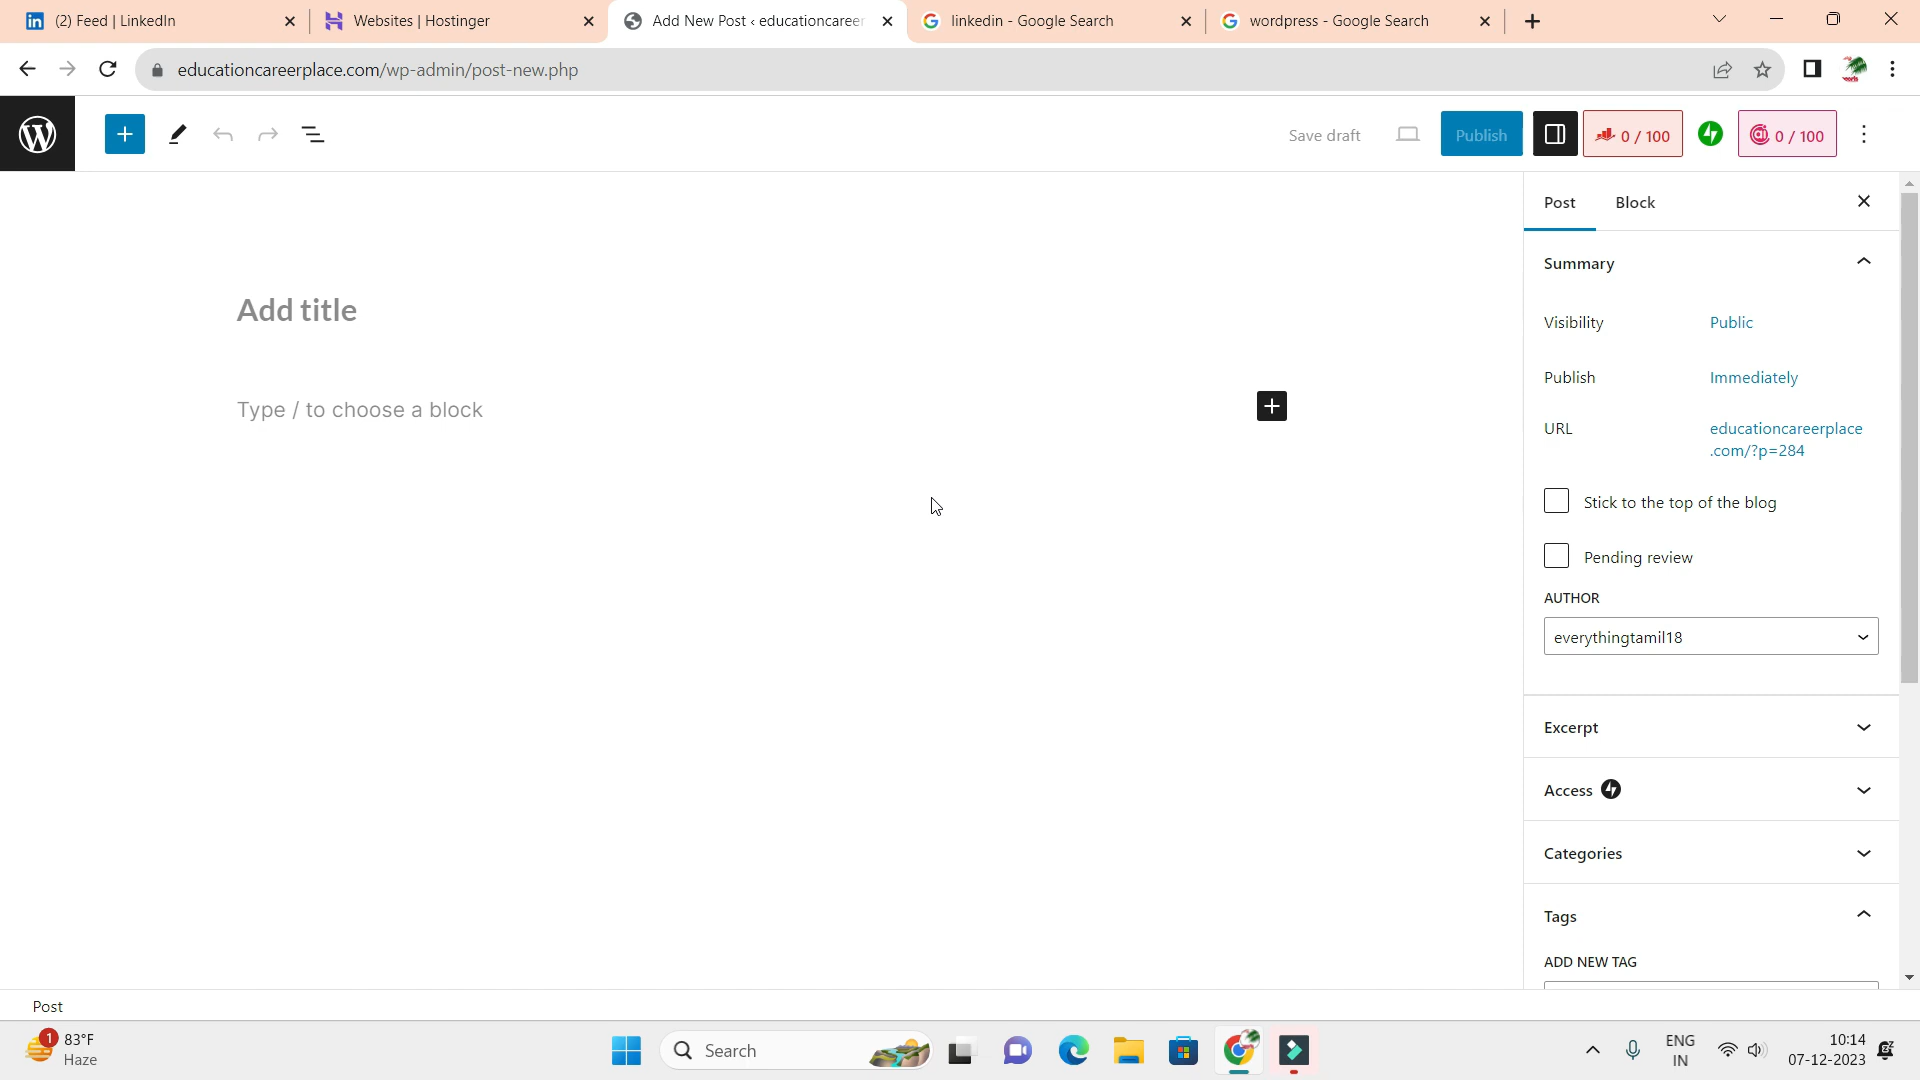 (2) Feed | LinkedIn
Websites | Hostinger
Add New Post ‹ educationcareer
linkedin - Google Search
wordpress - Google Search
educationcareerplace.com/wp-admin/post-new.php
Save draft
Publish
0 / 100
0 / 100
Post
Block
Summary
Add title
Visibility
Public
Publish
Immediately
Type / to choose a block
URL
educationcareerplace
.com/?p=284
Stick to the top of the blog
Pending review
AUTHOR
everythingtamil18
Excerpt
Access
Categories
Tags
ADD NEW TAG
Post
1
83°F
Haze
Search
ENG
IN
10:14
07-12-2023